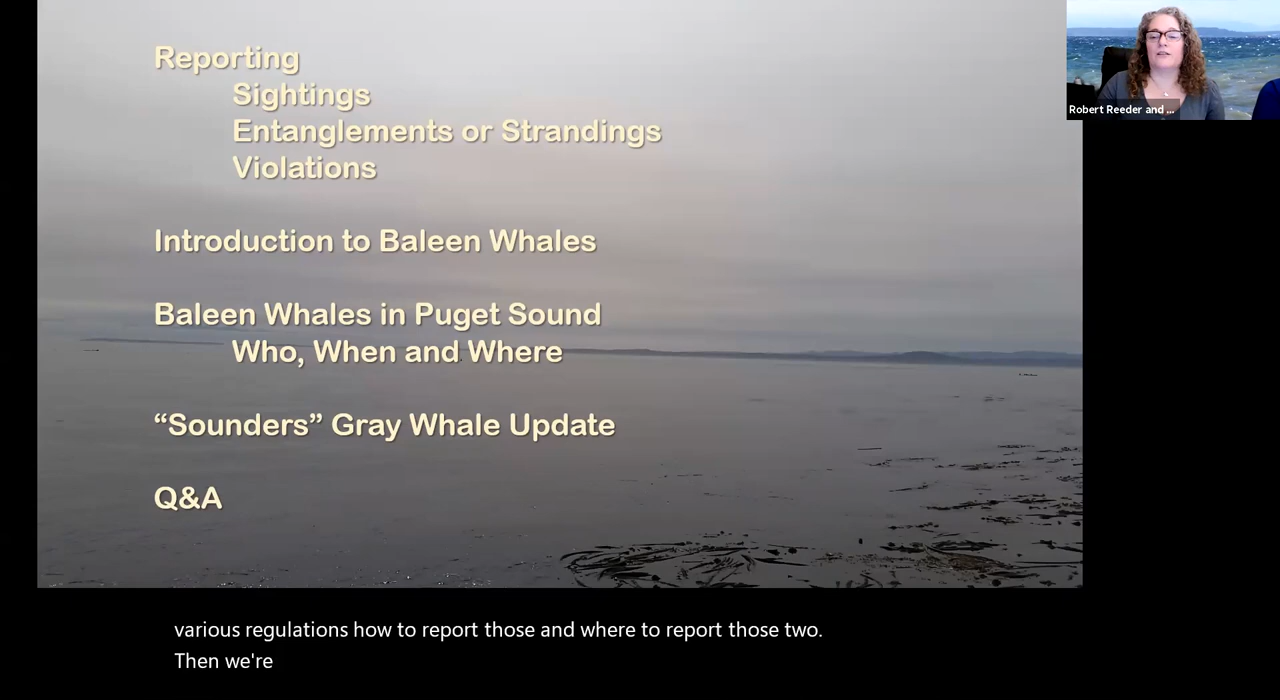 Reporting
Sightings
Entanglements or Strandings
Violations
Introduction to Baleen Whales
Baleen Whales in Puget Sound
Who, When and Where
“Sounders” Gray Whale Update
Q&A
Robert Reeder and ...
various regulations how to report those and where to report those two.
Then we're